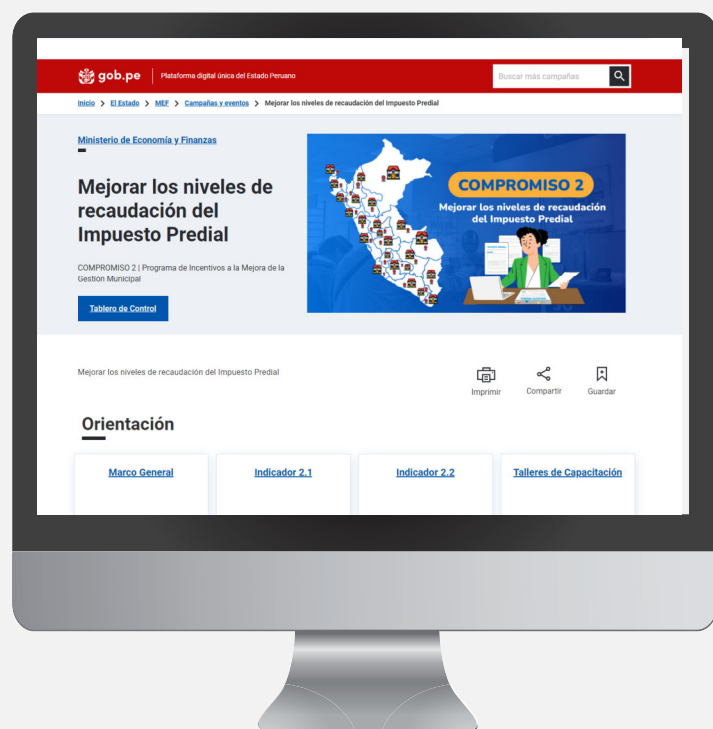 gob.pe
Plataforma digital única del Estado Peruano
Buscar más campañas
Inicio > El Estado > MEF > Campañas y eventos > Mejorar los niveles de recaudación del Impuesto Predial
Ministerio de Economía y Finanzas
Mejorar los niveles de
recaudación del
Impuesto Predial
COMPROMISO 2 | Programa de Incentivos a la Mejora de la
Gestión Municipal
Tablero de Control
COMPROMISO 2
Mejorar los niveles de recaudación
del Impuesto Predial
Mejorar los niveles de recaudación del Impuesto Predial
Imprimir
Compartir
Guardar
Orientación
Marco General
Indicador 2.1
Indicador 2.2
Talleres de Capacitación